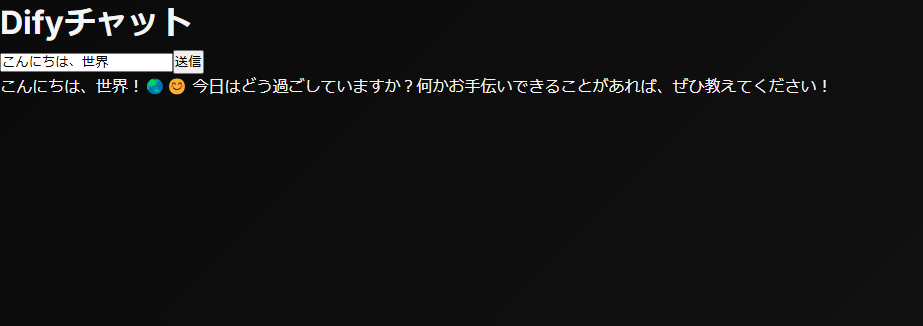 Difyチャット
こんにちは、世界 送信
こんにちは、世界！🌏😊 今日はどう過ごしていますか？何かお手伝いできることがあれば、ぜひ教えてください！